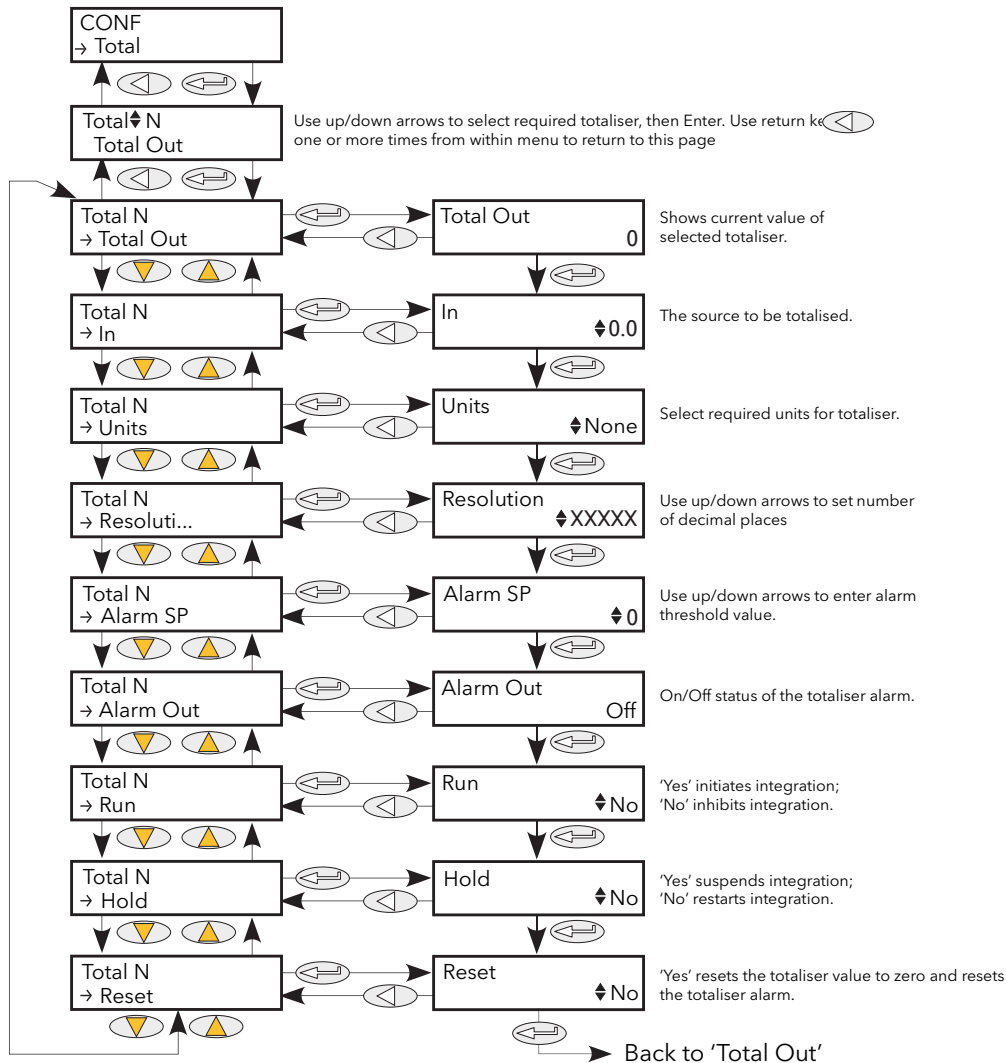 CONF
→ Total
Total♦ N
Total Out
Use up/down arrows to select required totaliser, then Enter. Use return ke
one or more times from within menu to return to this page
Total N
→ Total Out
Total Out
0
Shows current value of
selected totaliser.
Total N
→ In
In
♦0.0
The source to be totalised.
Total N
→ Units
Units
♦None
Select required units for totaliser.
Total N
→ Resoluti...
Resolution
♦XXXXX
Use up/down arrows to set number
of decimal places
Total N
→ Alarm SP
Alarm SP
♦0
Use up/down arrows to enter alarm
threshold value.
Total N
→ Alarm Out
Alarm Out
Off
On/Off status of the totaliser alarm.
Total N
→ Run
Run
♦No
‘Yes’ initiates integration;
‘No’ inhibits integration.
Total N
→ Hold
Hold
♦No
‘Yes’ suspends integration;
‘No’ restarts integration.
Total N
→ Reset
Reset
♦No
‘Yes’ resets the totaliser value to zero and resets
the totaliser alarm.
Back to ‘Total Out’